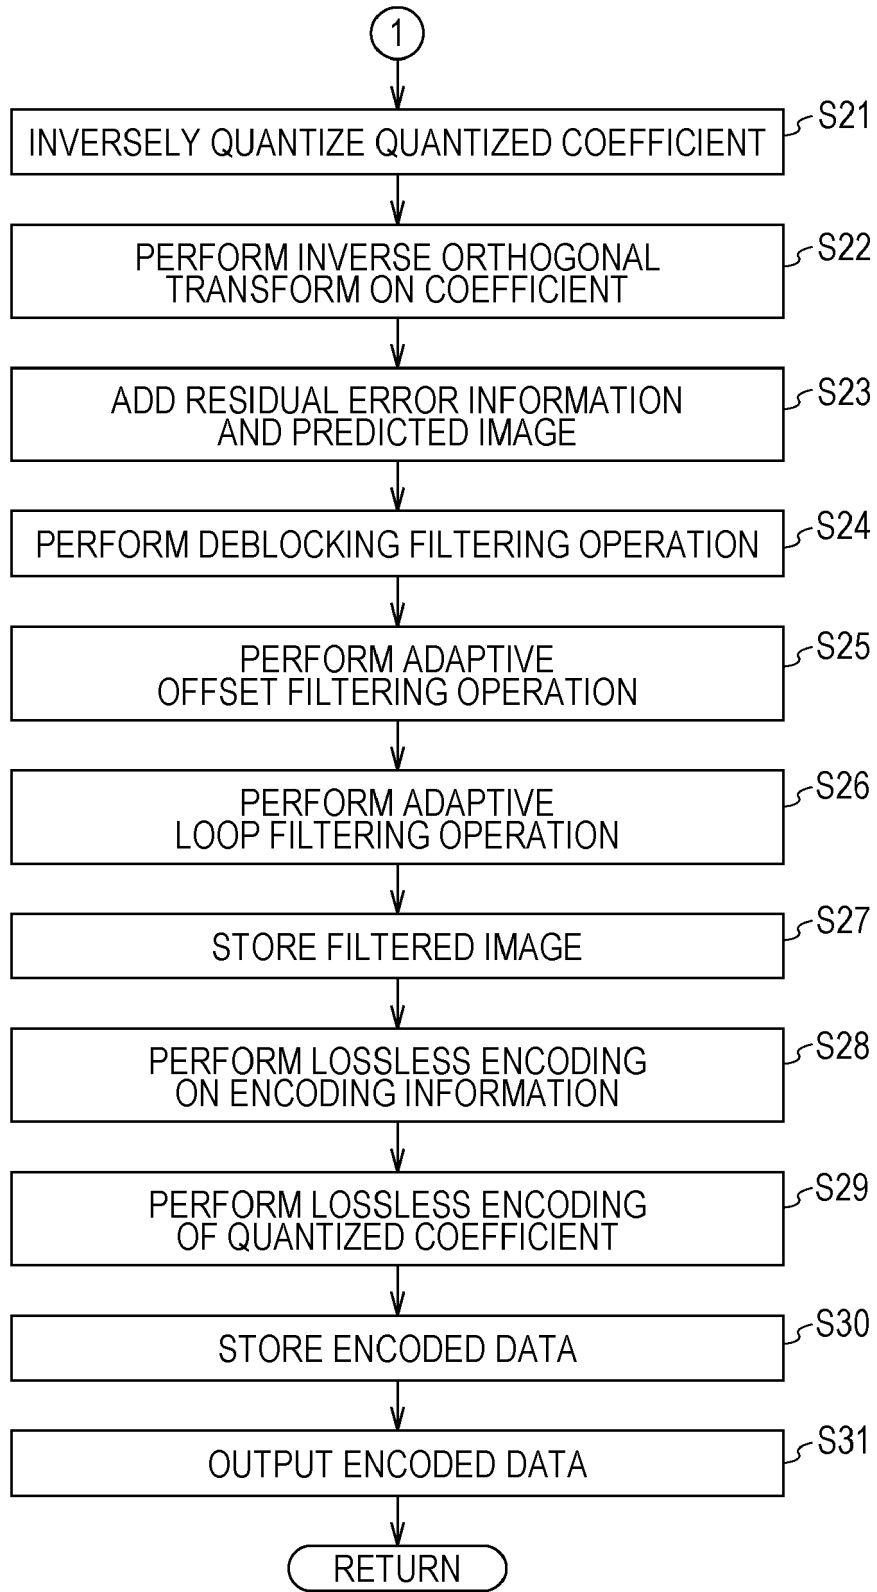 1
INVERSELY QUANTIZE QUANTIZED COEFFICIENT
S21
PERFORM INVERSE ORTHOGONAL
TRANSFORM ON COEFFICIENT
S22
ADD RESIDUAL ERROR INFORMATION
AND PREDICTED IMAGE
S23
PERFORM DEBLOCKING FILTERING OPERATION
S24
PERFORM ADAPTIVE
OFFSET FILTERING OPERATION
S25
PERFORM ADAPTIVE
LOOP FILTERING OPERATION
S26
STORE FILTERED IMAGE
S27
PERFORM LOSSLESS ENCODING
ON ENCODING INFORMATION
S28
PERFORM LOSSLESS ENCODING
OF QUANTIZED COEFFICIENT
S29
STORE ENCODED DATA
S30
OUTPUT ENCODED DATA
S31
RETURN